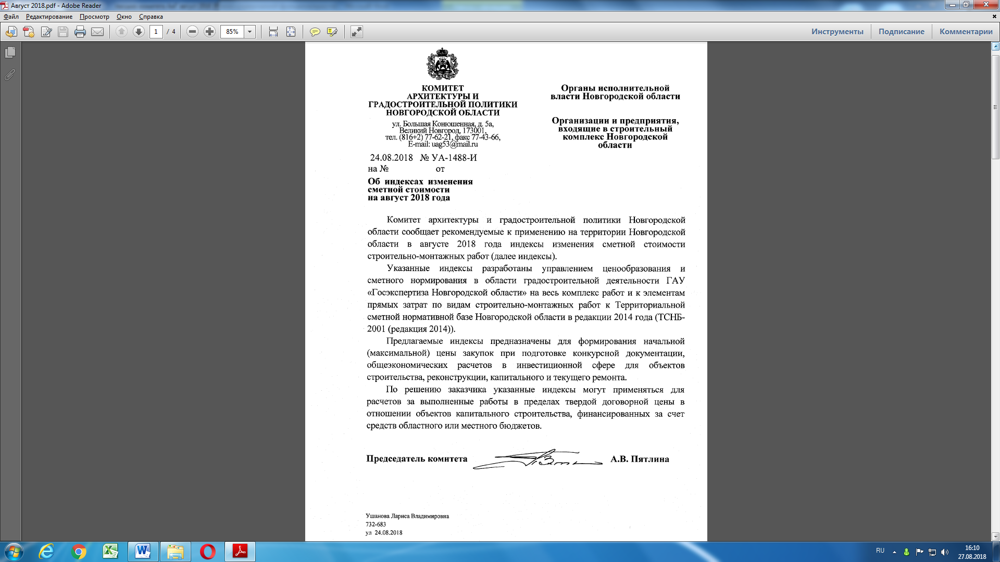 Август 2018.pdf - Adobe Reader
Файл Редактирование Просмотр Окно Справка
1 / 4 85% Инструменты Подписание Комментарии
КОМИТЕТ
АРХИТЕКТУРЫ И
ГРАДОСТРОИТЕЛЬНОЙ ПОЛИТИКИ
НОВГОРОДСКОЙ ОБЛАСТИ
ул. Большая Конюшенная, д. 5а,
Великий Новгород, 173001,
тел. (816+2) 77-62-21, факс 77-43-66,
E-mail: uag53@mail.ru
24.08.2018 № УА-1488-И
на № от
Об индексах изменения
сметной стоимости
на август 2018 года
Органы исполнительной
власти Новгородской области
Организации и предприятия,
входящие в строительный
комплекс Новгородской
области
Комитет архитектуры и градостроительной политики Новгородской
области сообщает рекомендуемые к применению на территории Новгородской
области в августе 2018 года индексы изменения сметной стоимости
строительно-монтажных работ (далее индексы).
Указанные индексы разработаны управлением ценообразования и
сметного нормирования в области градостроительной деятельности ГАУ
«Госэкспертиза Новгородской области» на весь комплекс работ и к элементам
прямых затрат по видам строительно-монтажных работ к Территориальной
сметной нормативной базе Новгородской области в редакции 2014 года (ТСНБ-
2001 (редакция 2014)).
Предлагаемые индексы предназначены для формирования начальной
(максимальной) цены закупок при подготовке конкурсной документации,
общеэкономических расчетов в инвестиционной сфере для объектов
строительства, реконструкции, капитального и текущего ремонта.
По решению заказчика указанные индексы могут применяться для
расчетов за выполненные работы в пределах твердой договорной цены в
отношении объектов капитального строительства, финансированных за счет
средств областного или местного бюджетов.
Председатель комитета А.В. Пятлина
Ушанова Лариса Владимировна
732-683
ул 24.08.2018
RU 16:10
27.08.2018